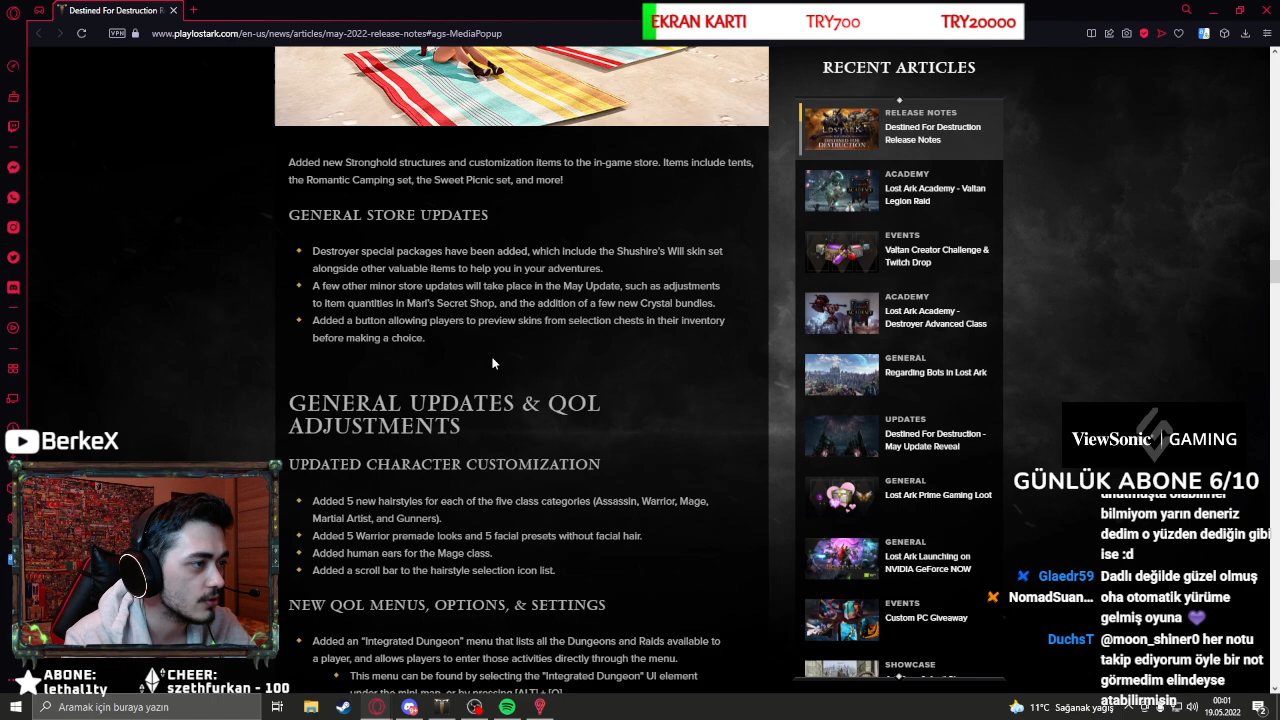 Destined For Destruction R...
EKRAN KARTI TRY700 TRY20000
VPN
www.playlostark.com/en-us/news/articles/may-2022-release-notes#ags-MediaPopup
Added new Stronghold structures and customization items to the in-game store. Items include tents,
the Romantic Camping set, the Sweet Picnic set, and more!
GENERAL STORE UPDATES
Destroyer special packages have been added, which include the Shushire's Will skin set
alongside other valuable items to help you in your adventures.
A few other minor store updates will take place in the May Update, such as adjustments
to item quantities in Mari's Secret Shop, and the addition of a few new Crystal bundles.
Added a button allowing players to preview skins from selection chests in their inventory
before making a choice.
GENERAL UPDATES & QOL
ADJUSTMENTS
UPDATED CHARACTER CUSTOMIZATION
Added 5 new hairstyles for each of the five class categories (Assassin, Warrior, Mage,
Martial Artist, and Gunners).
Added 5 Warrior premade looks and 5 facial presets without facial hair.
Added human ears for the Mage class.
Added a scroll bar to the hairstyle selection icon list.
NEW QOL MENUS, OPTIONS, & SETTINGS
Added an "Integrated Dungeon" menu that lists all the Dungeons and Raids available to
a player, and allows players to enter those activities directly through the menu.
This menu can be found by selecting the "Integrated Dungeon" UI element
under the mini-map, or by pressing [ALT] + [Q]
RECENT ARTICLES
RELEASE NOTES
Destined For Destruction
Release Notes
LOST ARK
DESTINED FOR
DESTRUCTION
ACADEMY
Lost Ark Academy - Valtan
Legion Raid
EVENTS
Valtan Creator Challenge &
Twitch Drop
ACADEMY
Lost Ark Academy -
Destroyer Advanced Class
GENERAL
Regarding Bots in Lost Ark
UPDATES
Destined For Destruction -
May Update Reveal
GENERAL
Lost Ark Prime Gaming Loot
GENERAL
Lost Ark Launching on
NVIDIA GeForce NOW
EVENTS
Custom PC Giveaway
SHOWCASE
BerkeX
ABONE:
lethal1ty
CHEER:
szethfurkan - 100
ViewSonic GAMING
GÜNLÜK ABONE 6/10
unutmuştu olabilirler
bilmiyom yarın deneriz
dedim o yüzden dindiğin gibi
ise :d
Glaedr59 Dadlı değilde güzel olmuş
NomadSuan... oha otomatik yürüme
gelmiş oyuna
DuchsT @moon_shiner0 her notu
takip ediyorum öyle bir not
görmedim elindeyse
atabilirmişin
Aramak için buraya yazın
11°C
00:01
19.05.2022
2